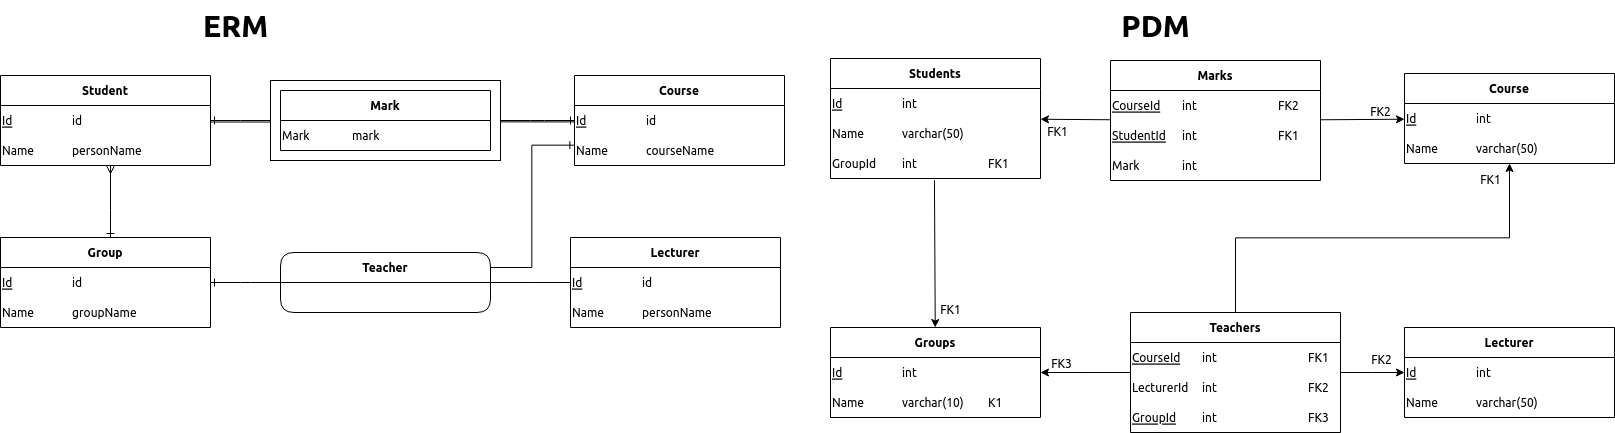 ERM
Student
Id id
Name personName
Mark
Mark mark
Course
Id id
Name courseName
Group
Id id
Name groupName
Teacher
Lecturer
Id id
Name personName
PDM
Students
Id int
Name varchar(50)
GroupId int FK1
FK1
Marks
CourseId int FK2
StudentId int FK1
Mark int
FK2
Course
Id int
Name varchar(50)
FK1
FK1
Groups
Id int
Name varchar(10) K1
FK3
Teachers
CourseId int FK1
LecturerId int FK2
GroupId int FK3
FK2
Lecturer
Id int
Name varchar(50)